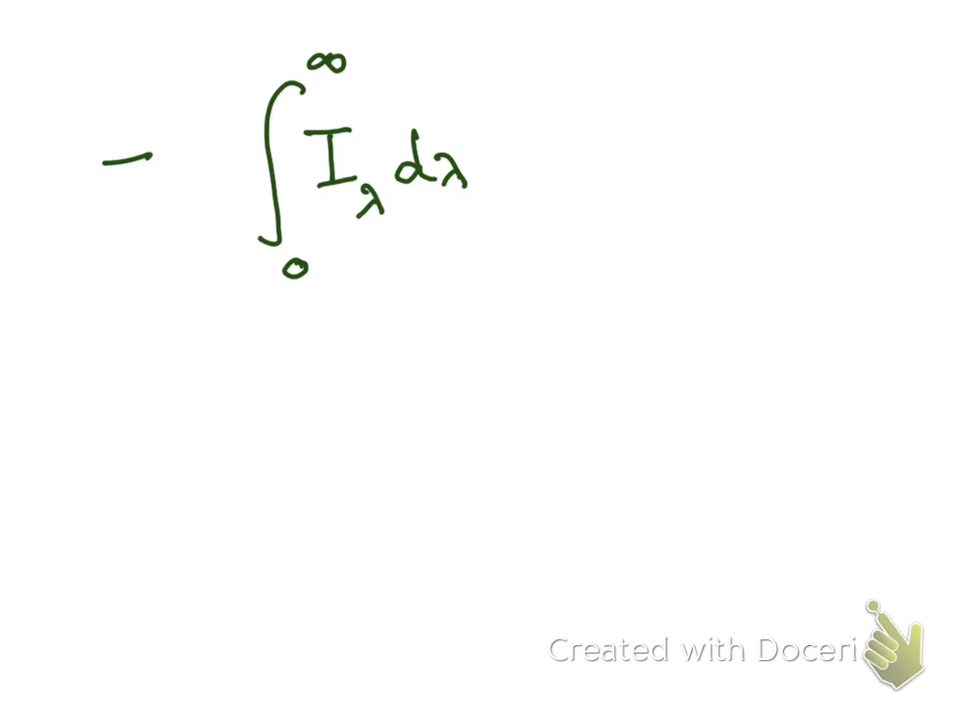 — ∫₀^∞ I_λ dλ
Created with Doceri